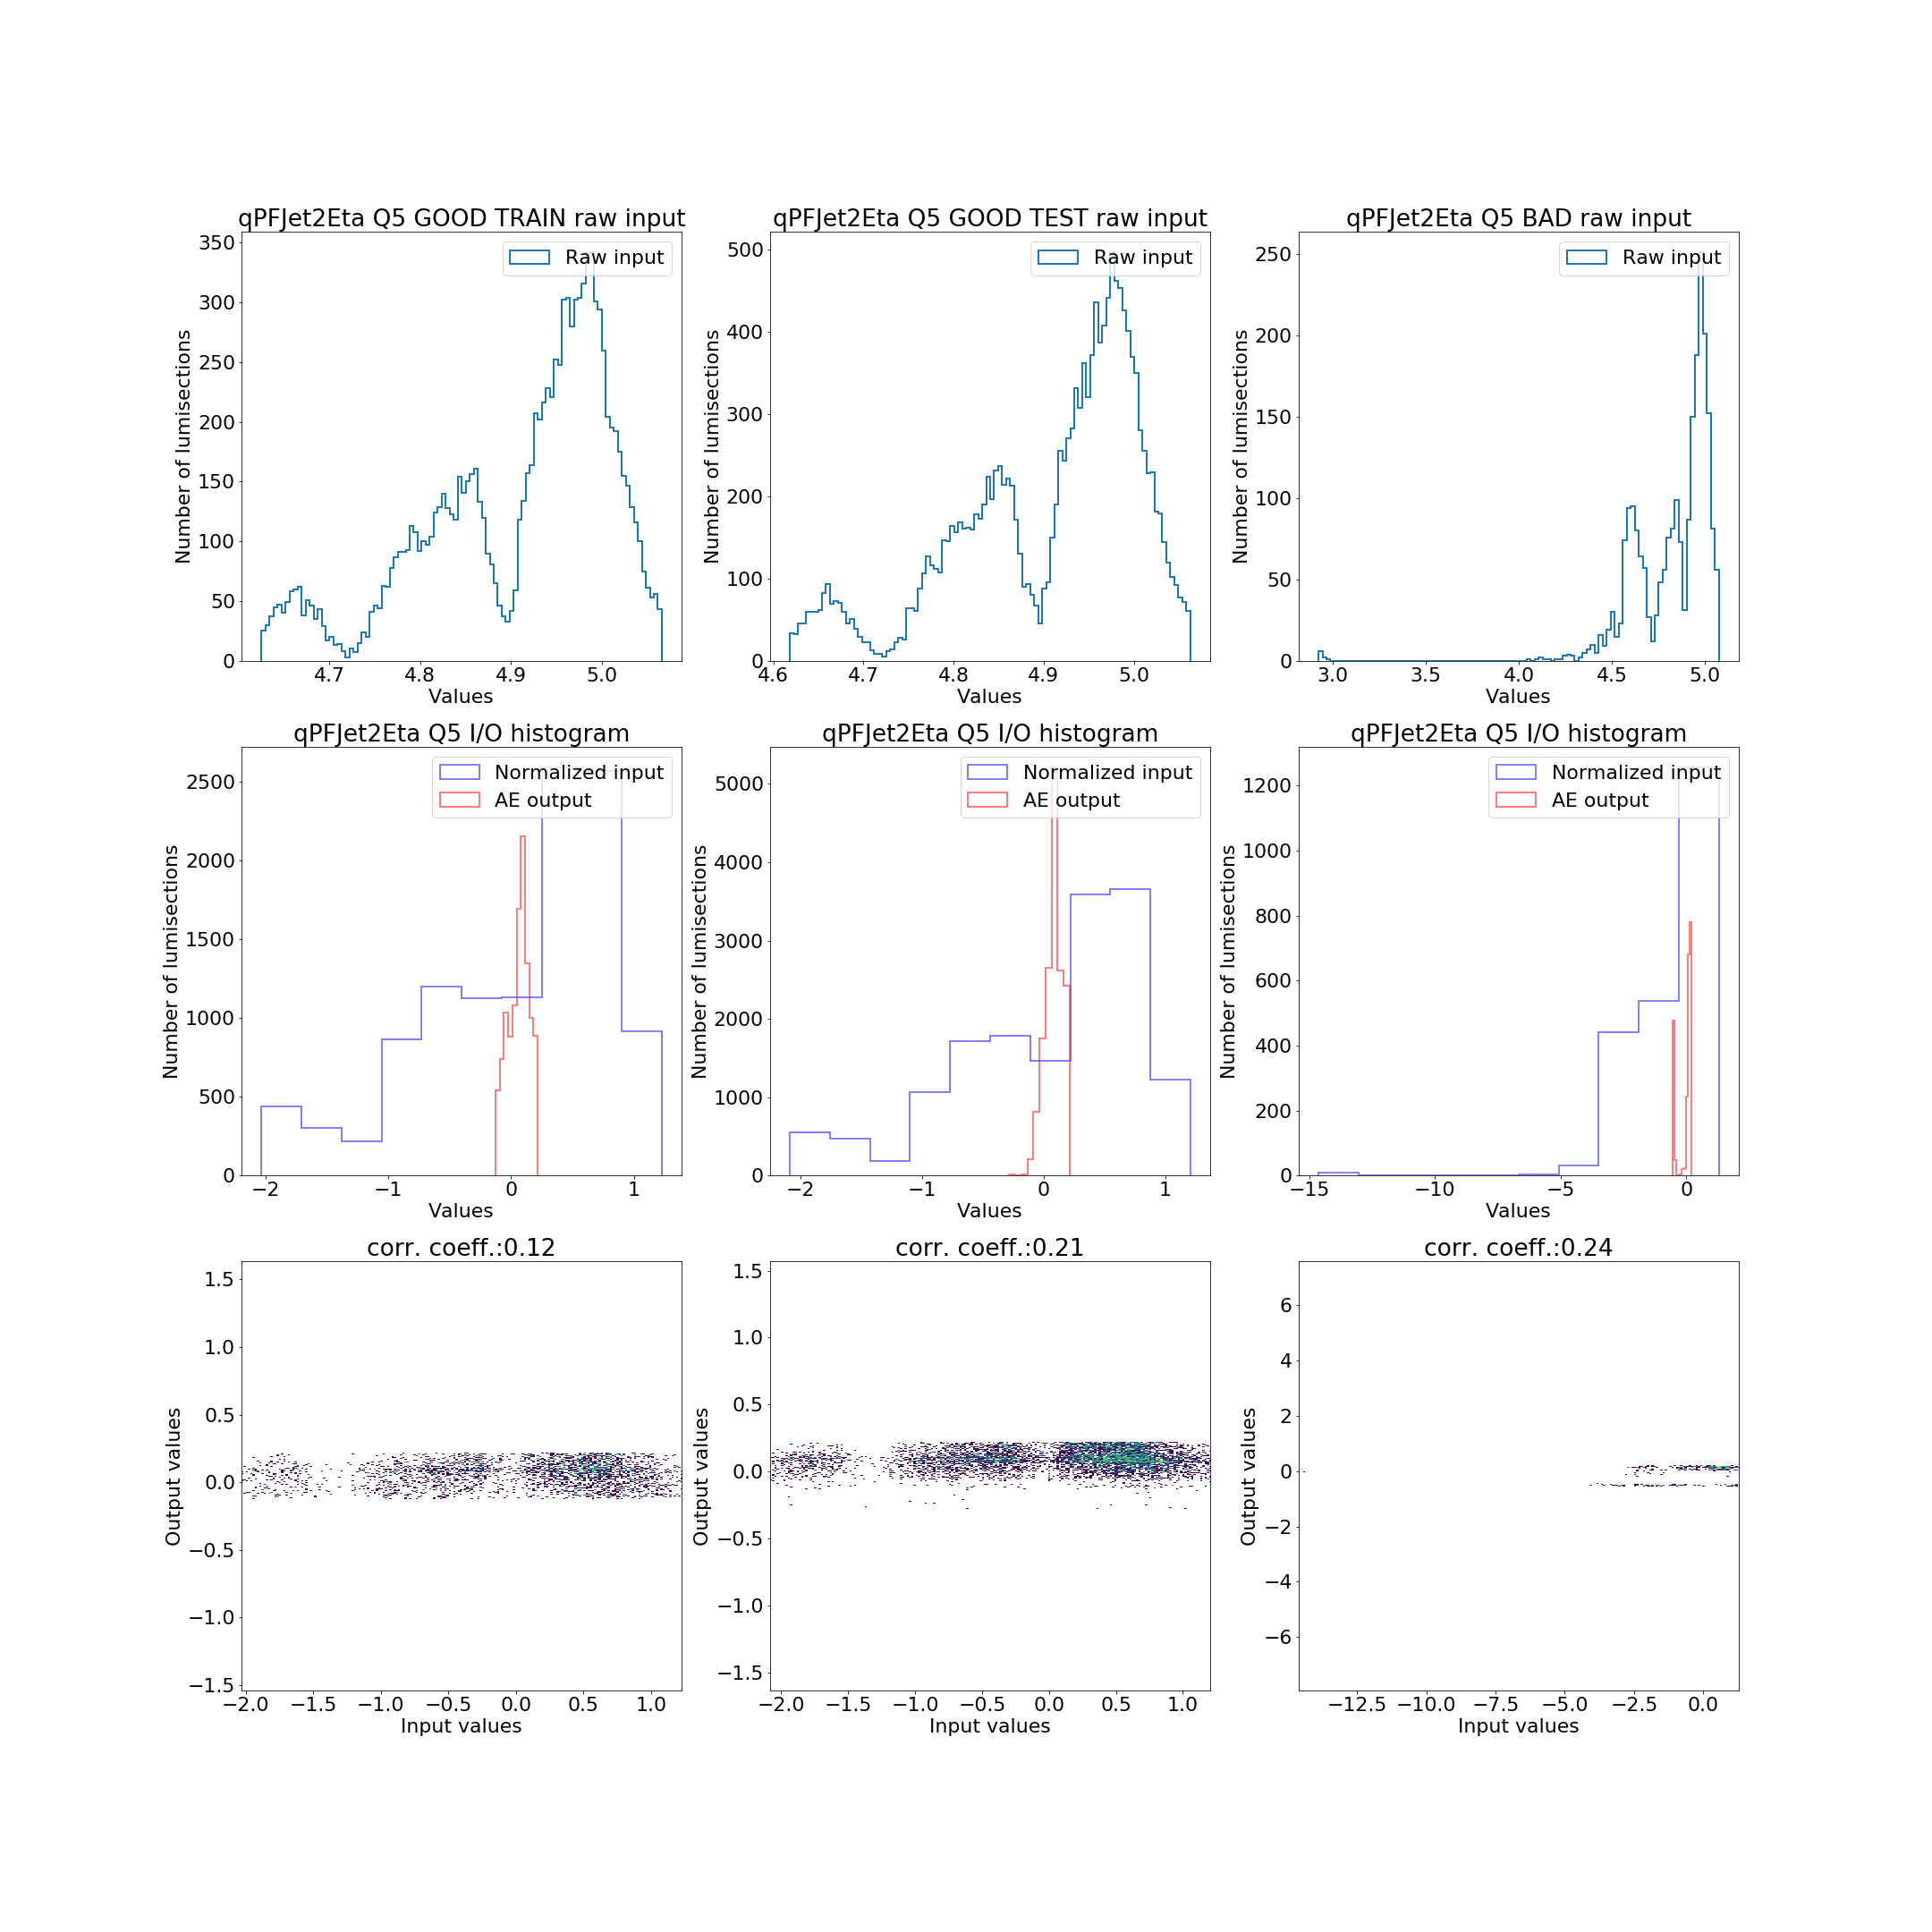 qPFJet2Eta Q5 GOOD TRAIN raw input
Raw input
Number of lumisections
350
300
250
200
150
100
50
0
4.7 4.8 4.9 5.0
Values
qPFJet2Eta Q5 GOOD TEST raw input
Raw input
Number of lumisections
500
400
300
200
100
0
4.6 4.7 4.8 4.9 5.0
Values
qPFJet2Eta Q5 BAD raw input
Raw input
Number of lumisections
250
200
150
100
50
0
3.0 3.5 4.0 4.5 5.0
Values
qPFJet2Eta Q5 I/O histogram
Normalized input
AE output
Number of lumisections
2500
2000
1500
1000
500
0
−2 −1 0 1
Values
qPFJet2Eta Q5 I/O histogram
Normalized input
AE output
Number of lumisections
5000
4000
3000
2000
1000
0
−2 −1 0 1
Values
qPFJet2Eta Q5 I/O histogram
Normalized input
AE output
Number of lumisections
1200
1000
800
600
400
200
0
−15 −10 −5 0
Values
corr. coeff.:0.12
Output values
1.5
1.0
0.5
0.0
−0.5
−1.0
−1.5
−2.0 −1.5 −1.0 −0.5 0.0 0.5 1.0
Input values
corr. coeff.:0.21
Output values
1.5
1.0
0.5
0.0
−0.5
−1.0
−1.5
−2.0 −1.5 −1.0 −0.5 0.0 0.5 1.0
Input values
corr. coeff.:0.24
Output values
6
4
2
0
−2
−4
−6
−12.5 −10.0 −7.5 −5.0 −2.5 0.0
Input values